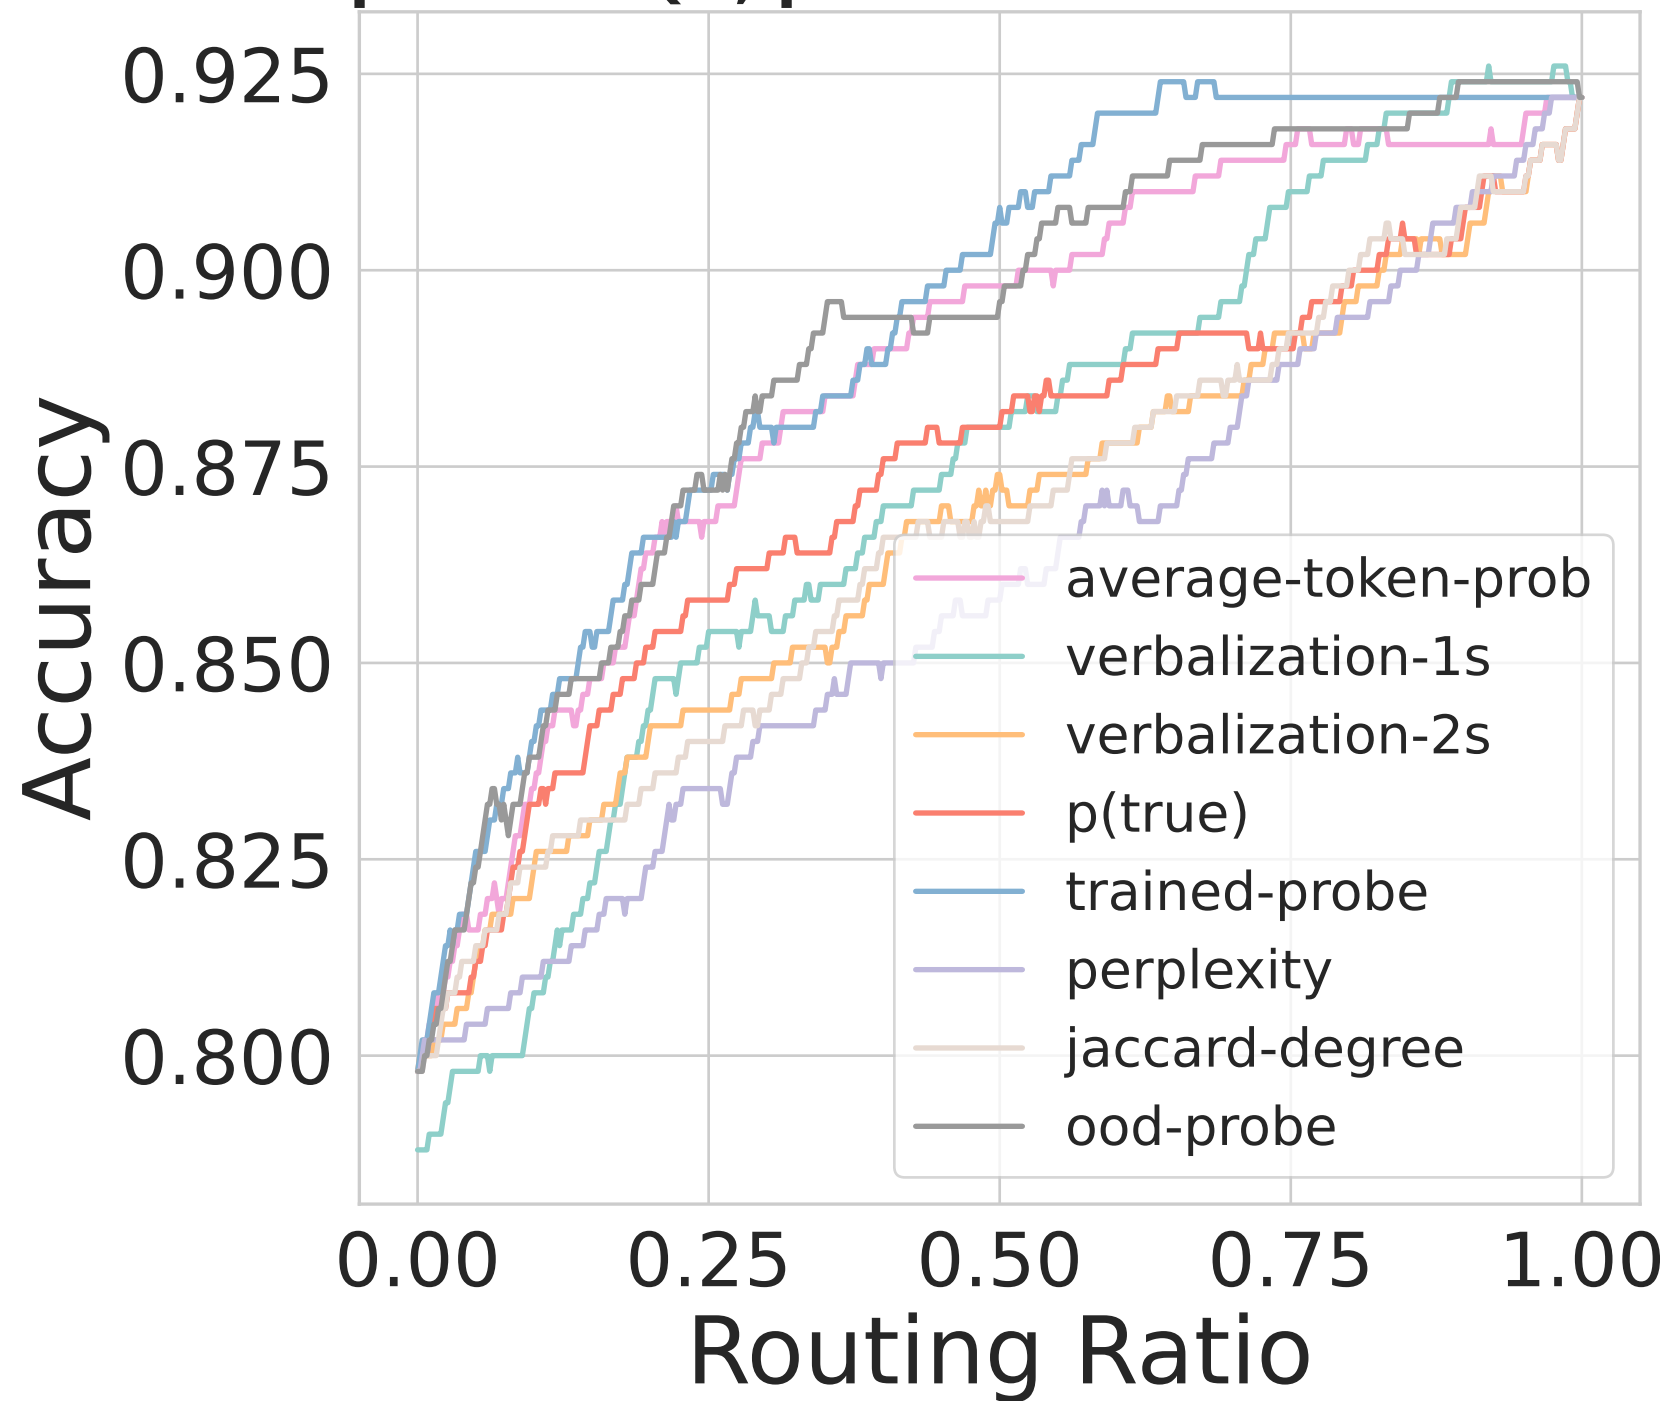 0.925
0.900
0.875
0.850
0.825
0.800
Accuracy
average-token-prob
verbalization-1s
verbalization-2s
p(true)
trained-probe
perplexity
jaccard-degree
ood-probe
0.00 0.25 0.50 0.75 1.00
Routing Ratio